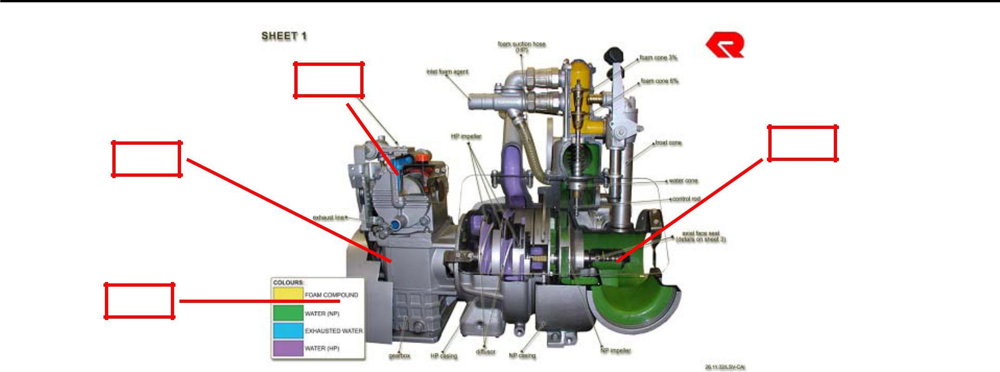 SHEET 1
foam suction hose
(HP)
foam cone 3%
inlet foam agent
foam cone 6%
HP impeller
troat cone
water cone
control rod
exhaust line
axial face seal
(details on sheet 3)
COLOURS:
FOAM COMPOUND
WATER (NP)
EXHAUSTED WATER
WATER (HP)
gearbox
HP casing
diffusor
NP casing
NP impeller